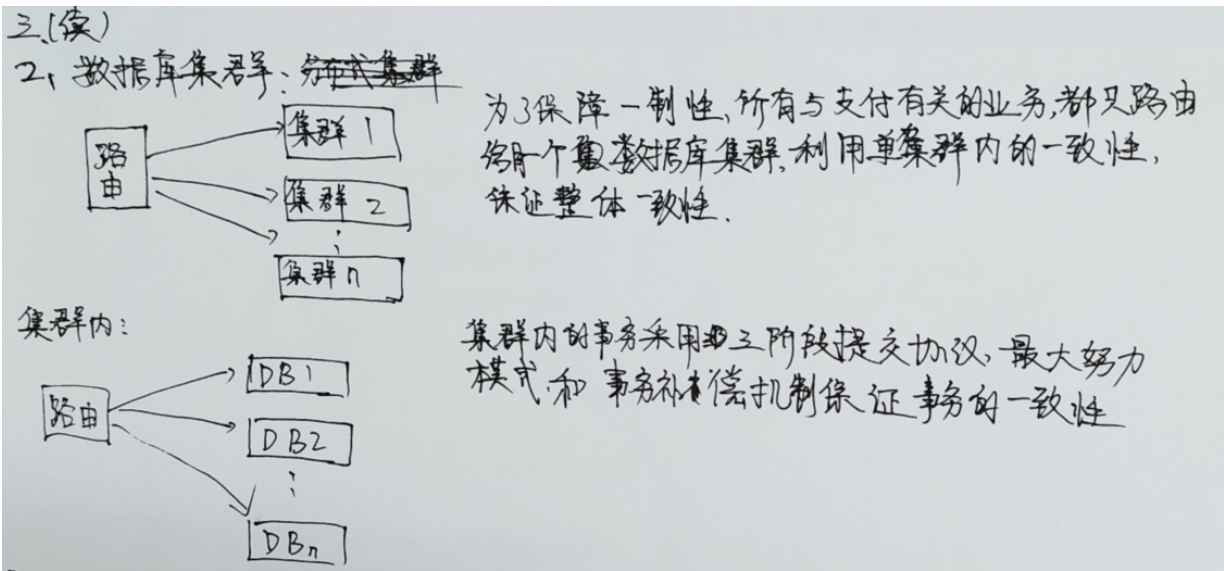 三、(续)
2、数据库集群：分布式集群
路由
集群 1
集群 2
⋮
集群 n
为了保障一制性、所有与支付有关的业务,都只路由
给同一个数据库集群,利用单集群内的一致性,
保证整体一致性.
集群内：
路由
DB1
DB2
⋮
DBn
集群内的事务采用三阶段提交协议、最大努力
模式和事务补偿机制保证事务的一致性